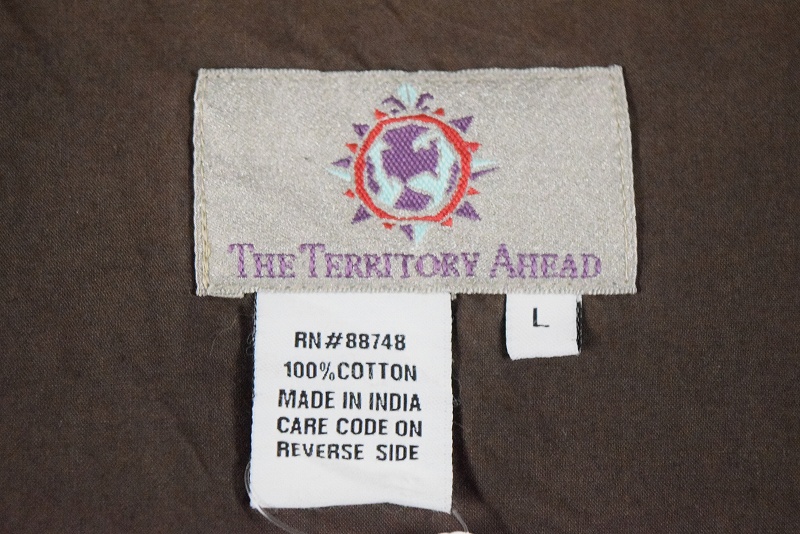 THE TERRITORY AHEAD
L
RN#88748
100%COTTON
MADE IN INDIA
CARE CODE ON
REVERSE SIDE